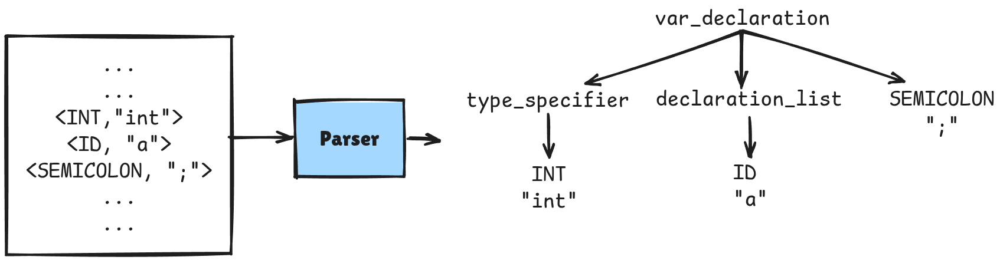 ...
...
<INT,"int">
<ID, "a">
<SEMICOLON, ";">
...
...
Parser
var_declaration
type_specifier
declaration_list
SEMICOLON
";"
INT
"int"
ID
"a"